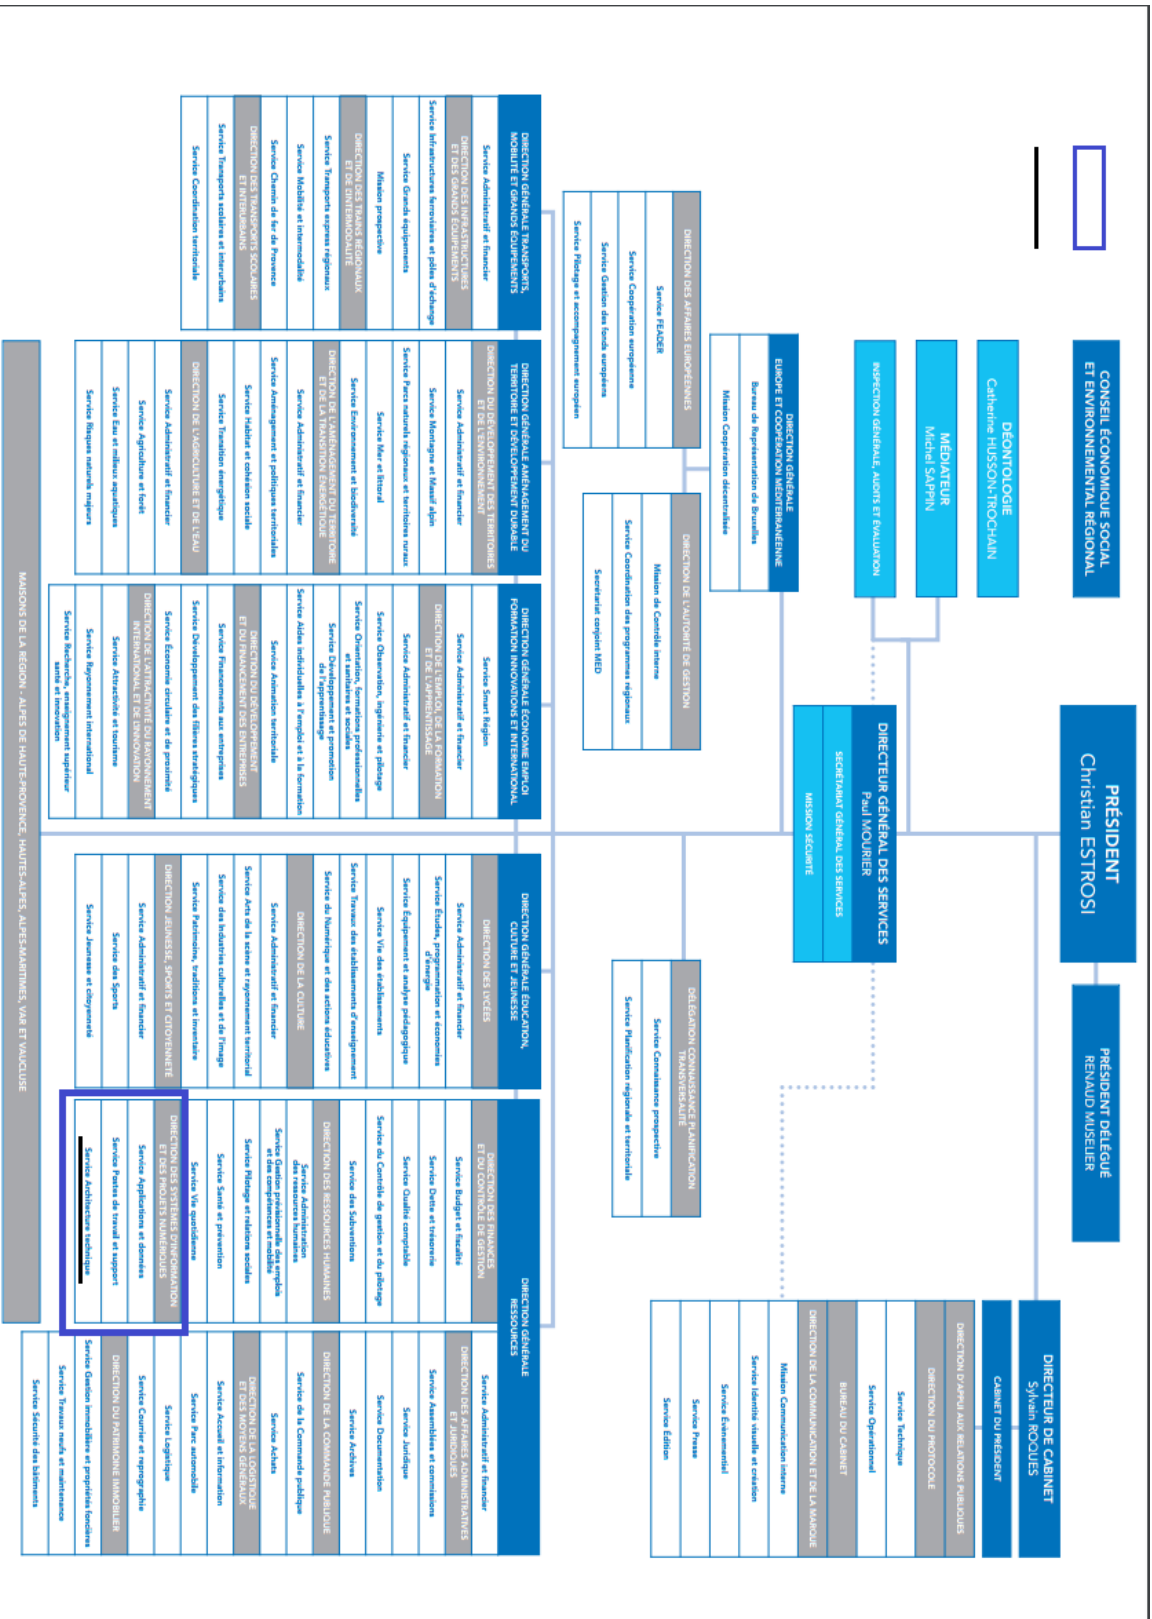 CONSEIL ÉCONOMIQUE SOCIAL
ET ENVIRONNEMENTAL RÉGIONAL
PRÉSIDENT
Christian ESTROSI
PRÉSIDENT DÉLÉGUÉ
RENAUD MUSELIER
DIRECTEUR DE CABINET
Sylvain ROQUES
CABINET DU PRÉSIDENT
DIRECTION D'APPUI AUX RELATIONS PUBLIQUES
DIRECTION DU PROTOCOLE
Service Technique
Service Opérationnel
BUREAU DU CABINET
DIRECTION DE LA COMMUNICATION ET DE LA MARQUE
Mission Communication interne
Service Identité visuelle et création
Service Évènementiel
Service Presse
Service Édition
DÉONTOLOGIE
Catherine HUSSON-TROCHAIN
MÉDIATEUR
Michel SAPPIN
INSPECTION GÉNÉRALE, AUDITS ET ÉVALUATION
DIRECTEUR GÉNÉRAL DES SERVICES
Paul MOURIER
SECRÉTARIAT GÉNÉRAL DES SERVICES
MISSION SÉCURITÉ
DIRECTION GÉNÉRALE
EUROPE ET COOPÉRATION MÉDITERRANÉENNE
Bureau de Représentation de Bruxelles
Mission Coopération décentralisée
DIRECTION DES AFFAIRES EUROPÉENNES
Service FEADER
Service Coopération européenne
Service Gestion des fonds européens
Service Pilotage et accompagnement européen
DIRECTION DE L'AUTORITÉ DE GESTION
Mission de Contrôle interne
Service Coordination des programmes régionaux
Secrétariat conjoint MED
DÉLÉGATION CONNAISSANCE PLANIFICATION
TRANSVERSALITÉ
Service Connaissance prospective
Service Planification régionale et territoriale
DIRECTION GÉNÉRALE TRANSPORTS,
MOBILITÉ ET GRANDS ÉQUIPEMENTS
Service Administratif et financier
DIRECTION DES INFRASTRUCTURES
ET DES GRANDS ÉQUIPEMENTS
Service Infrastructures ferroviaires et pôles d'échange
Service Grands équipements
Mission prospective
DIRECTION DES TRAINS RÉGIONAUX
ET DE L'INTERMODALITÉ
Service Transports express régionaux
Service Mobilité et intermodalité
Service Chemin de fer de Provence
DIRECTION DES TRANSPORTS SCOLAIRES
ET INTERURBAINS
Service Transports scolaires et interurbains
Service Coordination territoriale
DIRECTION GÉNÉRALE AMÉNAGEMENT DU
TERRITOIRE ET DÉVELOPPEMENT DURABLE
DIRECTION DU DÉVELOPPEMENT DES TERRITOIRES
ET DE L'ENVIRONNEMENT
Service Administratif et financier
Service Montagne et Massif alpin
Service Parcs naturels régionaux et territoires ruraux
Service Mer et littoral
Service Environnement et biodiversité
DIRECTION DE L'AMÉNAGEMENT DU TERRITOIRE
ET DE LA TRANSITION ÉNERGÉTIQUE
Service Administratif et financier
Service Aménagement et politiques territoriales
Service Habitat et cohésion sociale
Service Transition énergétique
DIRECTION DE L'AGRICULTURE ET DE L'EAU
Service Administratif et financier
Service Agriculture et forêt
Service Eau et milieux aquatiques
Service Risques naturels majeurs
DIRECTION GÉNÉRALE ÉCONOMIE EMPLOI
FORMATION INNOVATIONS ET INTERNATIONAL
Service Smart Région
Service Administratif et financier
DIRECTION DE L'EMPLOI, DE LA FORMATION
ET DE L'APPRENTISSAGE
Service Administratif et financier
Service Observation, ingénierie et pilotage
Service Orientation, formations professionnelles
et sanitaires et sociales
Service Développement et promotion
de l'apprentissage
Service Aides individuelles à l'emploi et à la formation
Service Animation territoriale
DIRECTION DU DÉVELOPPEMENT
ET DU FINANCEMENT DES ENTREPRISES
Service Financements aux entreprises
Service Développement des filières stratégiques
Service Économie circulaire et de proximité
DIRECTION DE L'ATTRACTIVITÉ DU RAYONNEMENT
INTERNATIONAL ET DE L'INNOVATION
Service Attractivité et tourisme
Service Rayonnement international
Service Recherche, enseignement supérieur
santé et innovation
DIRECTION GÉNÉRALE ÉDUCATION,
CULTURE ET JEUNESSE
DIRECTION DES LYCÉES
Service Administratif et financier
Service Études, programmation et économies
d'énergie
Service Équipement et analyse pédagogique
Service Vie des établissements
Service Travaux des établissements d'enseignement
Service du Numérique et des actions éducatives
DIRECTION DE LA CULTURE
Service Administratif et financier
Service Arts de la scène et rayonnement territorial
Service des Industries culturelles et de l'image
Service Patrimoine, traditions et inventaire
DIRECTION JEUNESSE, SPORTS ET CITOYENNETÉ
Service Administratif et financier
Service des Sports
Service Jeunesse et citoyenneté
DIRECTION GÉNÉRALE
RESSOURCES
DIRECTION DES FINANCES
ET DU CONTRÔLE DE GESTION
Service Budget et fiscalité
Service Dette et trésorerie
Service Qualité comptable
Service du Contrôle de gestion et du pilotage
Service des Subventions
DIRECTION DES RESSOURCES HUMAINES
Service Administration
des ressources humaines
Service Gestion prévisionnelle des emplois
et des compétences et mobilité
Service Pilotage et relations sociales
Service Santé et prévention
Service Vie quotidienne
DIRECTION DES SYSTÈMES D'INFORMATION
ET DES PROJETS NUMÉRIQUES
Service Applications et données
Service Postes de travail et support
Service Architecture technique
Service Administratif et financier
DIRECTION DES AFFAIRES ADMINISTRATIVES
ET JURIDIQUES
Service Assemblées et commissions
Service Juridique
Service Documentation
Service Archives
DIRECTION DE LA COMMANDE PUBLIQUE
Service de la Commande publique
Service Achats
DIRECTION DE LA LOGISTIQUE
ET DES MOYENS GÉNÉRAUX
Service Accueil et information
Service Parc automobile
Service Logistique
Service Courrier et reprographie
DIRECTION DU PATRIMOINE IMMOBILIER
Service Gestion immobilière et propriétés foncières
Service Travaux neufs et maintenance
Service Sécurité des bâtiments
MAISONS DE LA RÉGION - ALPES DE HAUTE-PROVENCE, HAUTES-ALPES, ALPES-MARITIMES, VAR ET VAUCLUSE